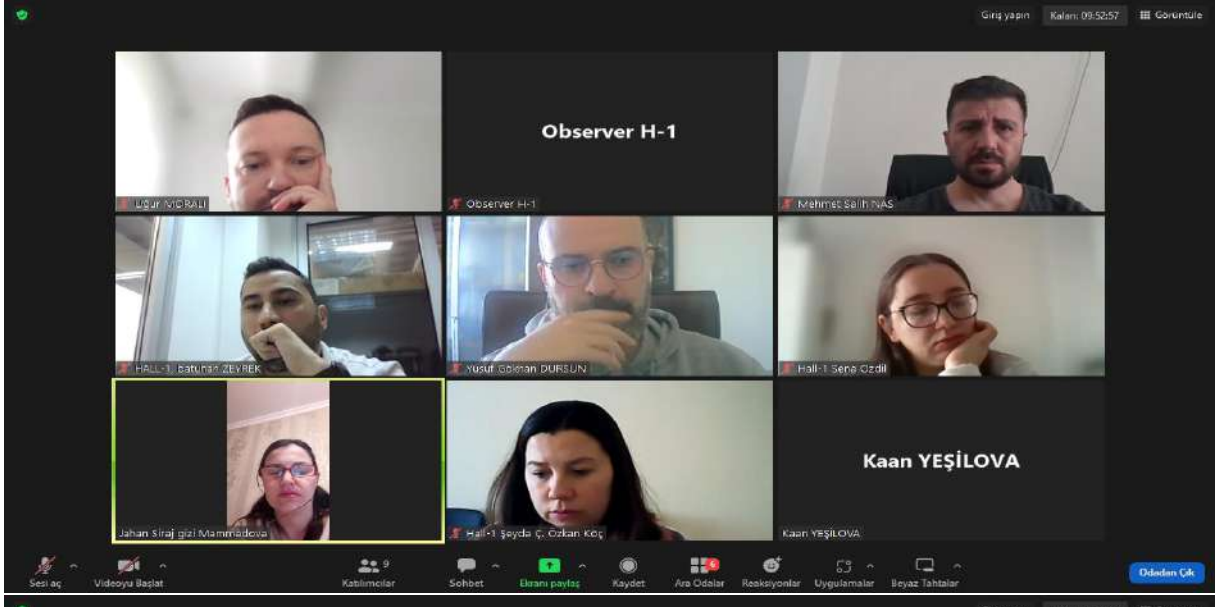 Giriş yapın Kalan: 09:52:57 Görüntüle
Observer H-1
Uğur MORALI Observer H-1 Mehmet Salih NAS
HALL-1, batuhan ZEYREK Yusuf Gökhan DURSUN Hall-1 Sena Özdil
Kaan YEŞİLOVA
Jahan Siraj gizi Mammadova Hall-1 Şeyda Ç. Özkan Koç Kaan YEŞİLOVA
9 6
Sesi aç Videoyu Başlat Katılımcılar Sohbet Ekranı paylaş Kaydet Ara Odalar Reaksiyonlar Uygulamalar Beyaz Tahtalar Odadan Çık